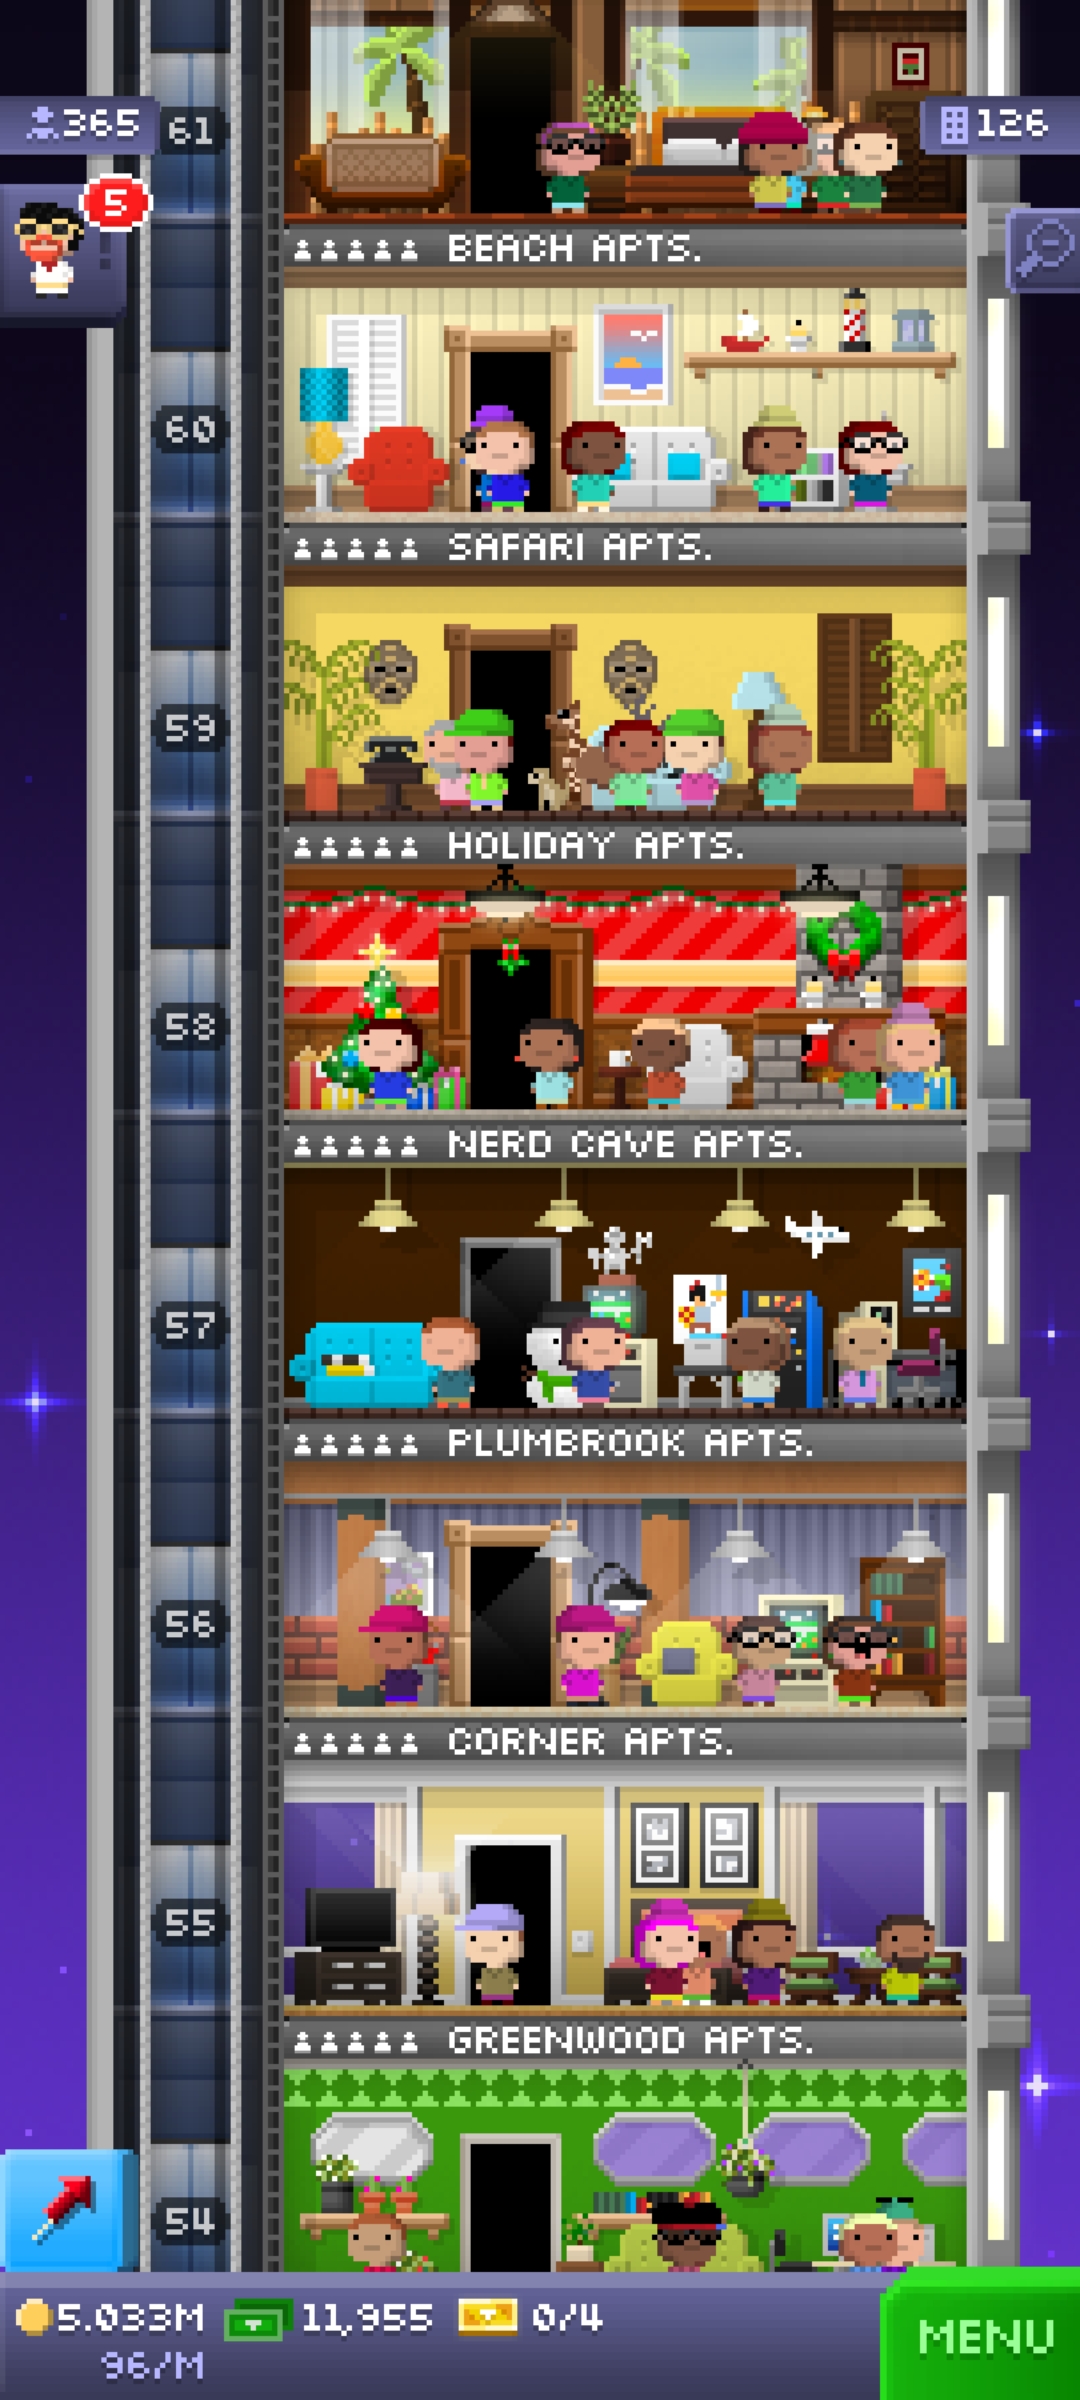 365
61
126
5
BEACH APTS.
60
SAFARI APTS.
59
HOLIDAY APTS.
58
NERD CAVE APTS.
57
PLUMBROOK APTS.
56
CORNER APTS.
55
GREENWOOD APTS.
54
5.033M 11,955 0/4
96/M
MENU